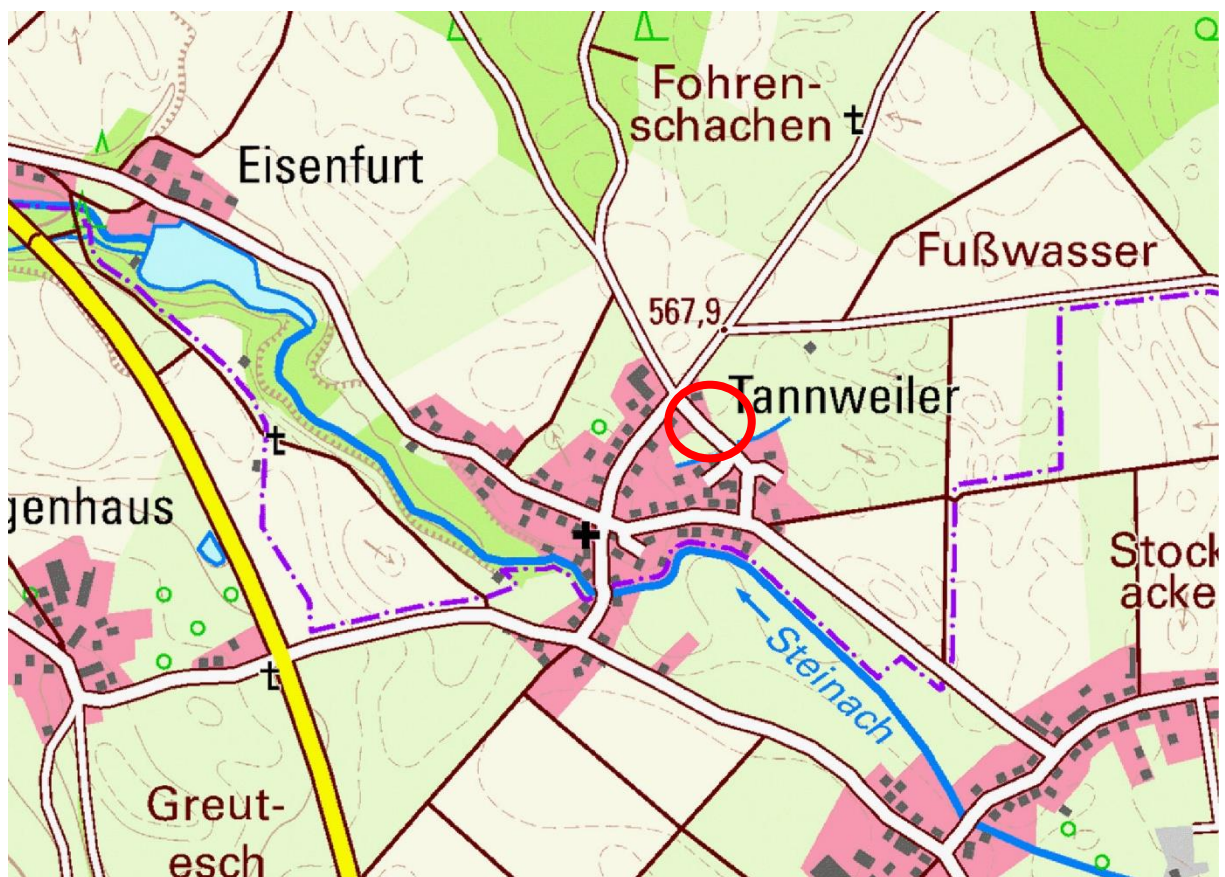 Fohren-
schachen
Eisenfurt
Fußwasser
567,9
Tannweiler
genhaus
Stock
acke
Steinach
Greut-
esch